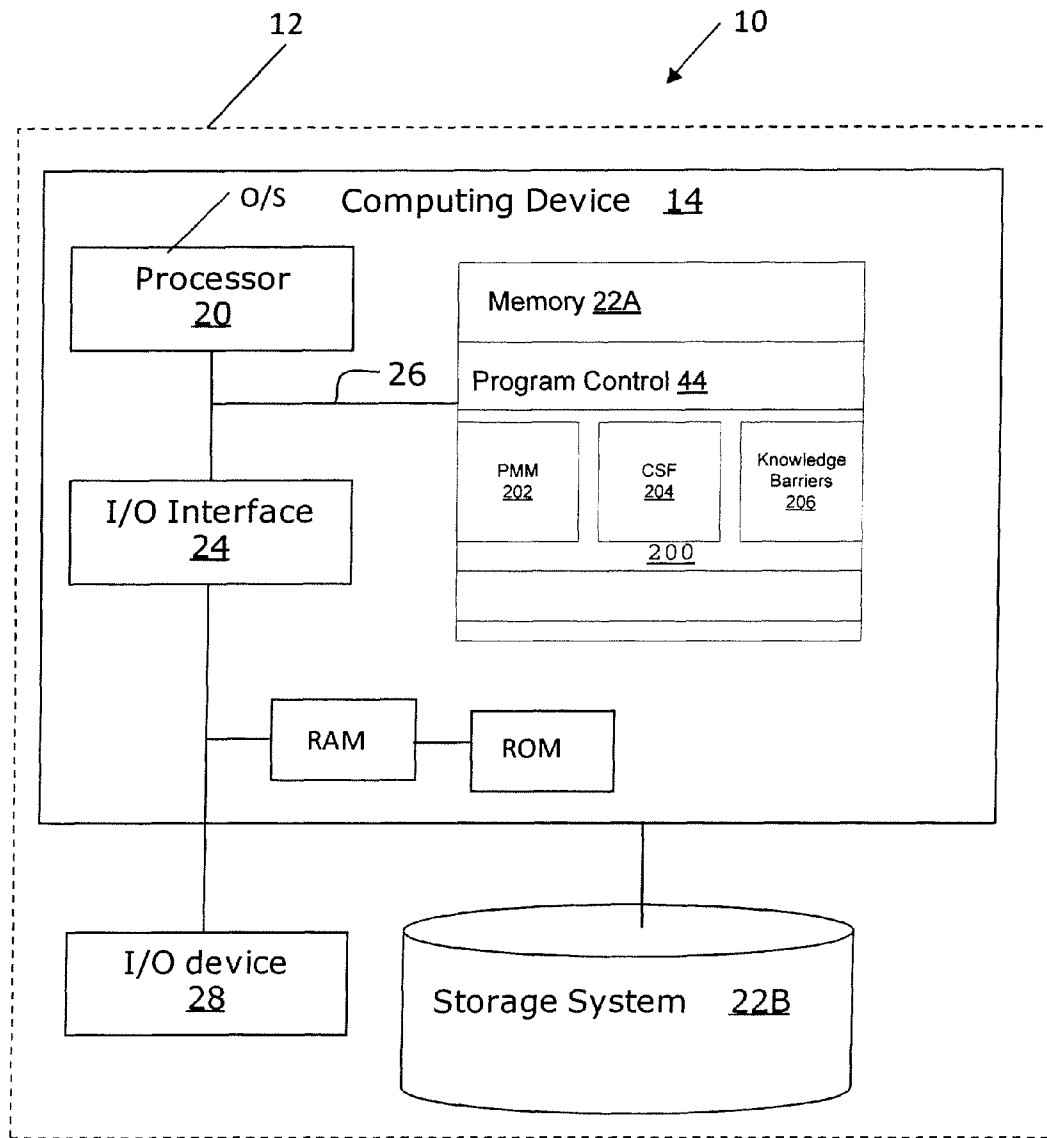 12
10
O/S
Computing Device 14
Processor
20
Memory 22A
26
Program Control 44
PMM
202
CSF
204
Knowledge
Barriers
206
200
I/O Interface
24
RAM
ROM
I/O device
28
Storage System 22B